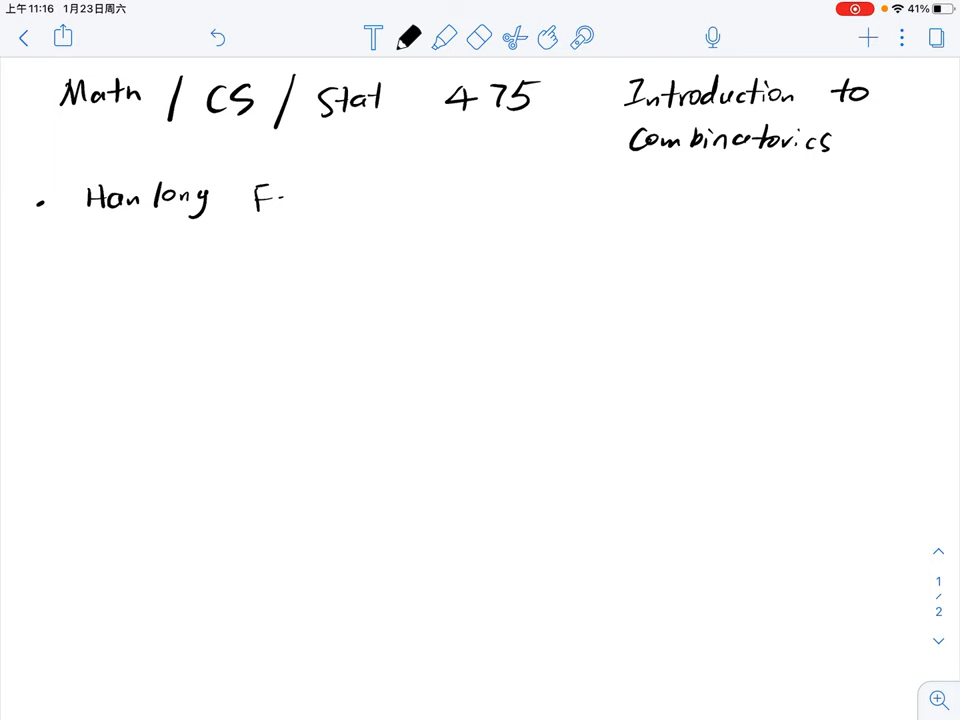 上午11:16 1月23日周六 41%
Math / CS / Stat 475 Introduction to
Combinatorics
. Hanlong F-
1
/
2